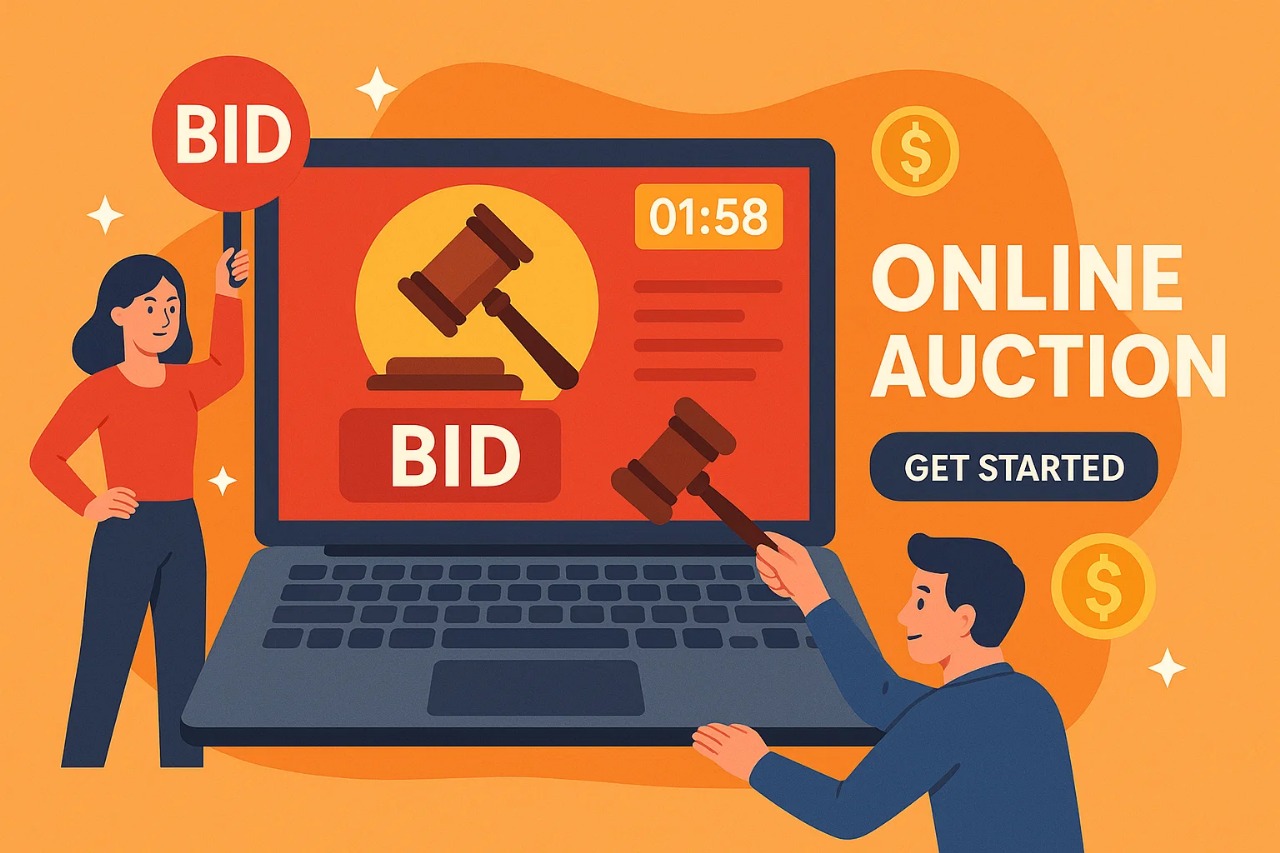 BID
01:58
BID
$
ONLINE
AUCTION
GET STARTED
$